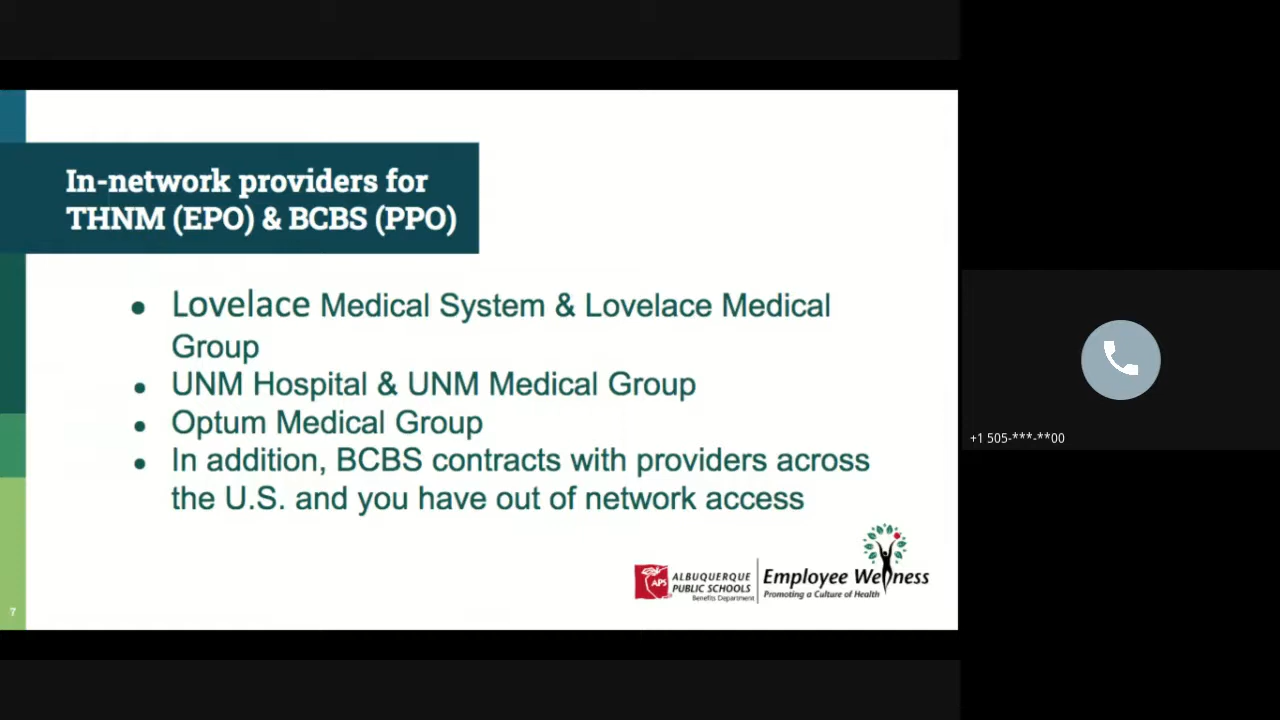 In-network providers for
THNM (EPO) & BCBS (PPO)
● Lovelace Medical System & Lovelace Medical
Group
● UNM Hospital & UNM Medical Group
● Optum Medical Group
● In addition, BCBS contracts with providers across
the U.S. and you have out of network access
APS
ALBUQUERQUE
PUBLIC SCHOOLS
Benefits Department
Employee Wellness
Promoting a Culture of Health
7
+1 505-***-**00